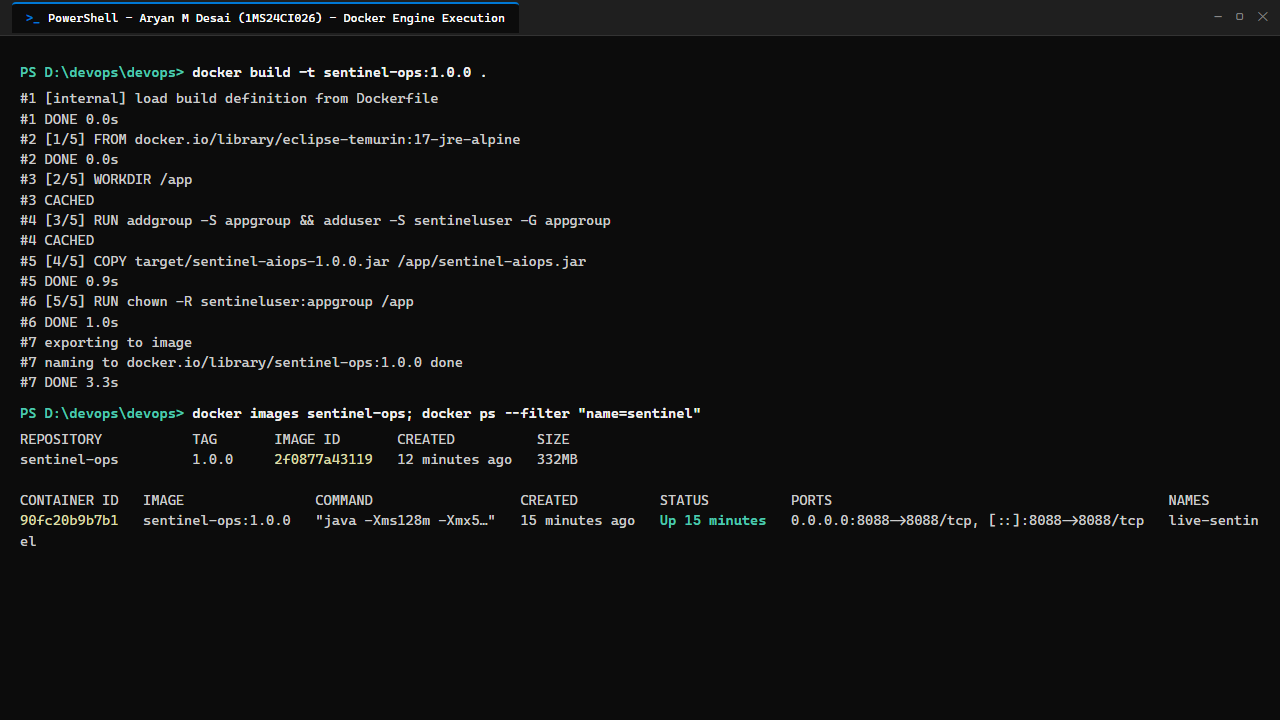 >_ PowerShell - Aryan M Desai (1MS24CI026) - Docker Engine Execution
PS D:\devops\devops> docker build -t sentinel-ops:1.0.0 .
#1 [internal] load build definition from Dockerfile
#1 DONE 0.0s
#2 [1/5] FROM docker.io/library/eclipse-temurin:17-jre-alpine
#2 DONE 0.0s
#3 [2/5] WORKDIR /app
#3 CACHED
#4 [3/5] RUN addgroup -S appgroup && adduser -S sentineluser -G appgroup
#4 CACHED
#5 [4/5] COPY target/sentinel-aiops-1.0.0.jar /app/sentinel-aiops.jar
#5 DONE 0.9s
#6 [5/5] RUN chown -R sentineluser:appgroup /app
#6 DONE 1.0s
#7 exporting to image
#7 naming to docker.io/library/sentinel-ops:1.0.0 done
#7 DONE 3.3s
PS D:\devops\devops> docker images sentinel-ops; docker ps --filter "name=sentinel"
REPOSITORY TAG IMAGE ID CREATED SIZE
sentinel-ops 1.0.0 2f0877a43119 12 minutes ago 332MB
CONTAINER ID IMAGE COMMAND CREATED STATUS PORTS NAMES
90fc20b9b7b1 sentinel-ops:1.0.0 "java -Xms128m -Xmx5…" 15 minutes ago Up 15 minutes 0.0.0.0:8088->8088/tcp, [::]:8088->8088/tcp live-sentin
el